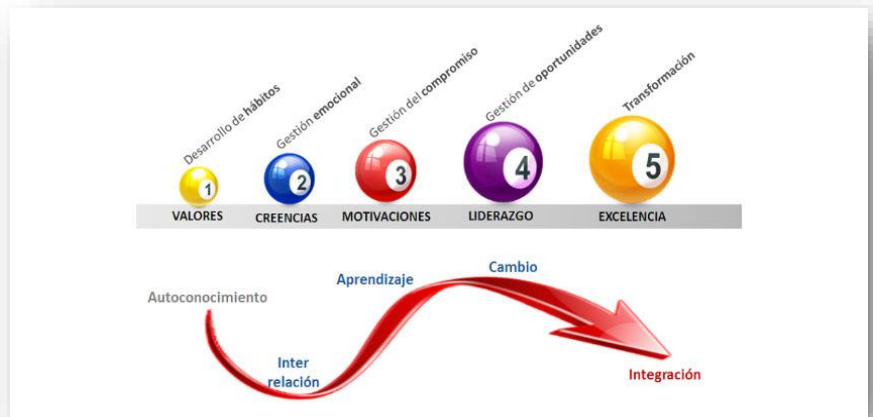 Desarrollo de hábitos
Gestión emocional
Gestión del compromiso
Gestión de oportunidades
Transformación
1
2
3
4
5
VALORES
CREENCIAS
MOTIVACIONES
LIDERAZGO
EXCELENCIA
Autoconocimiento
Inter
relación
Aprendizaje
Cambio
Integración